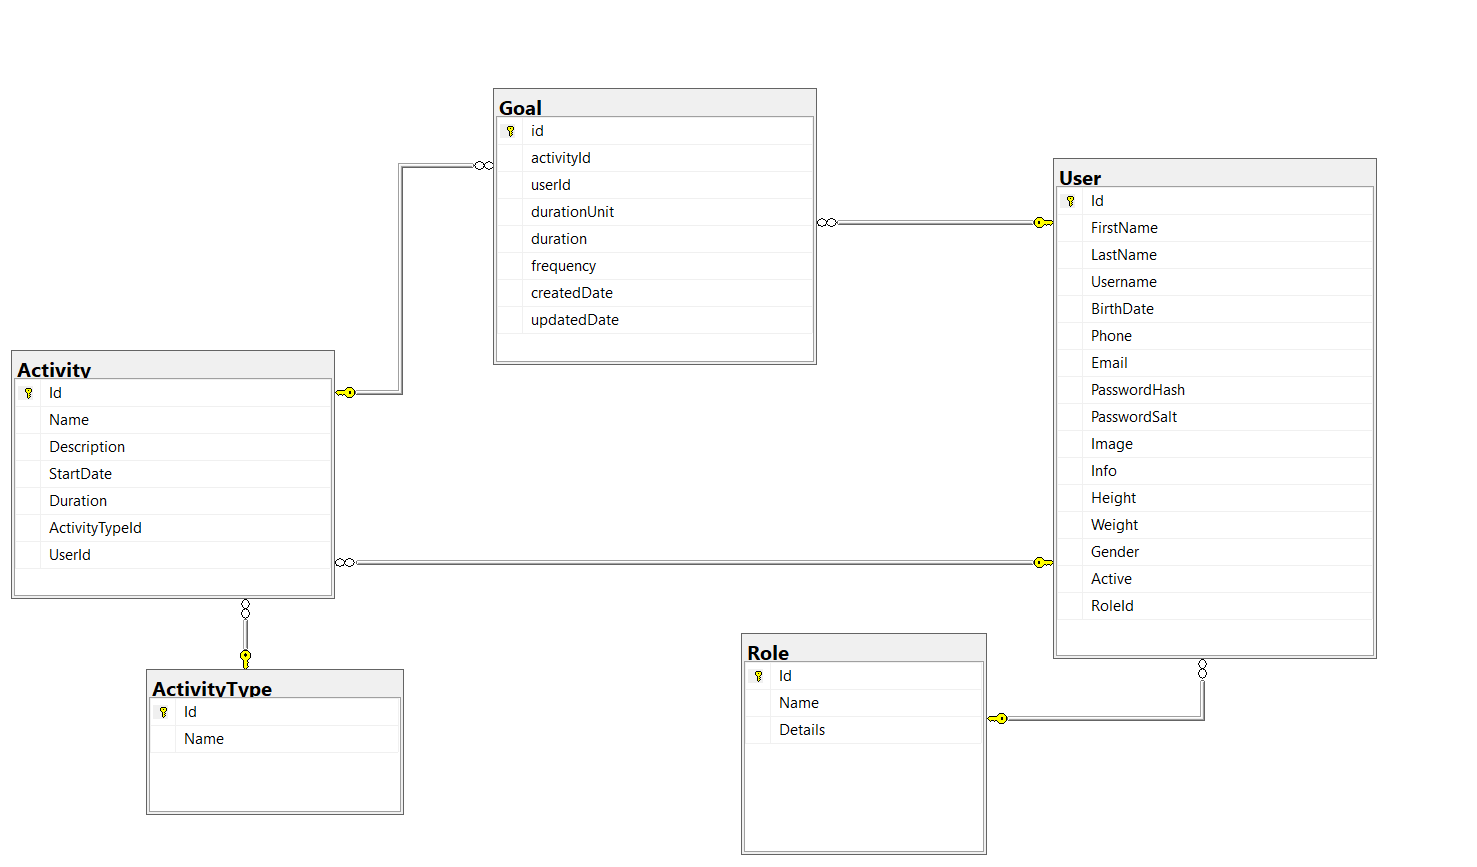 Goal
id
activityId
userId
durationUnit
duration
frequency
createdDate
updatedDate
User
Id
FirstName
LastName
Username
BirthDate
Phone
Email
PasswordHash
PasswordSalt
Image
Info
Height
Weight
Gender
Active
RoleId
Activity
Id
Name
Description
StartDate
Duration
ActivityTypeId
UserId
ActivityType
Id
Name
Role
Id
Name
Details